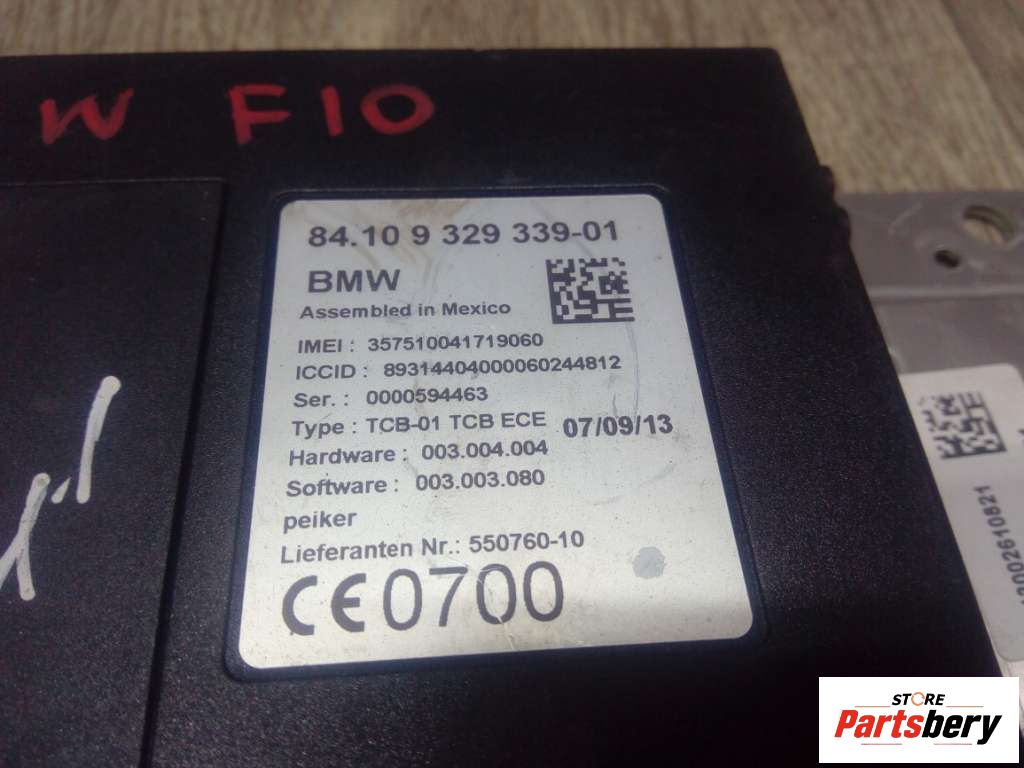 W F10
84.10 9 329 339-01
BMW
Assembled in Mexico
IMEI : 357510041719060
ICCID : 89314404000060244812
Ser. : 0000594463
Type : TCB-01 TCB ECE 07/09/13
Hardware : 003.004.004
Software : 003.003.080
peiker
Lieferanten Nr.: 550760-10
CE 0700
STORE
Partsbery